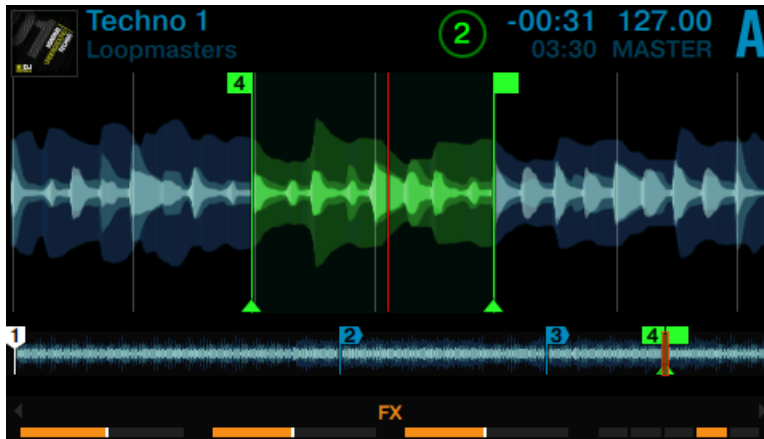 Techno 1
Loopmasters
2
-00:31 127.00
03:30 MASTER
A
4
1 2 3 4
FX